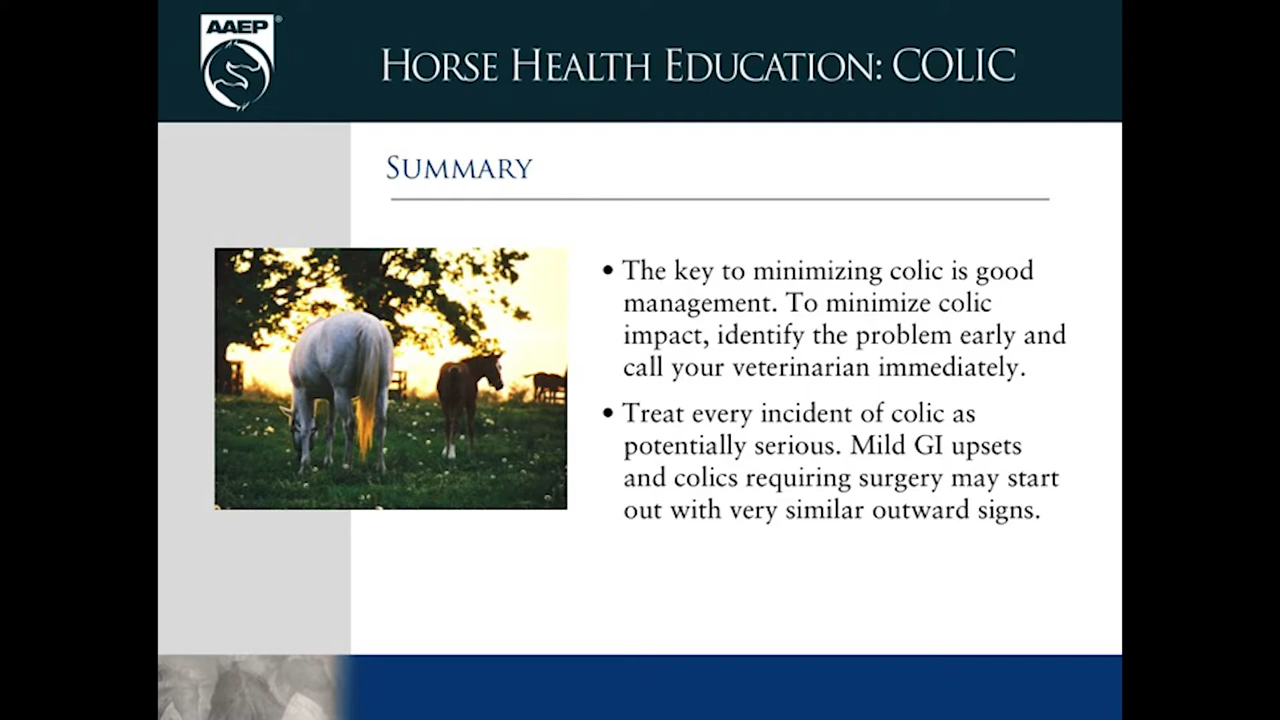 AAEP®
HORSE HEALTH EDUCATION: COLIC
SUMMARY
• The key to minimizing colic is good
management. To minimize colic
impact, identify the problem early and
call your veterinarian immediately.
• Treat every incident of colic as
potentially serious. Mild GI upsets
and colics requiring surgery may start
out with very similar outward signs.